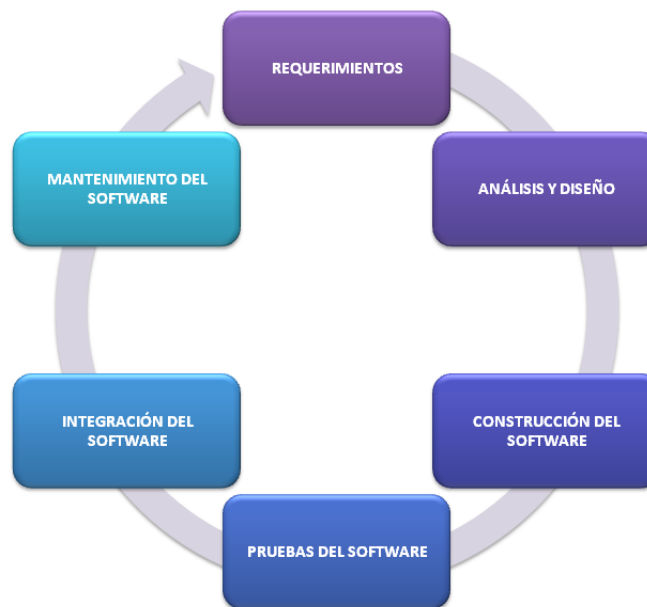 REQUERIMIENTOS
ANÁLISIS Y DISEÑO
CONSTRUCCIÓN DEL
SOFTWARE
PRUEBAS DEL SOFTWARE
INTEGRACIÓN DEL
SOFTWARE
MANTENIMIENTO DEL
SOFTWARE